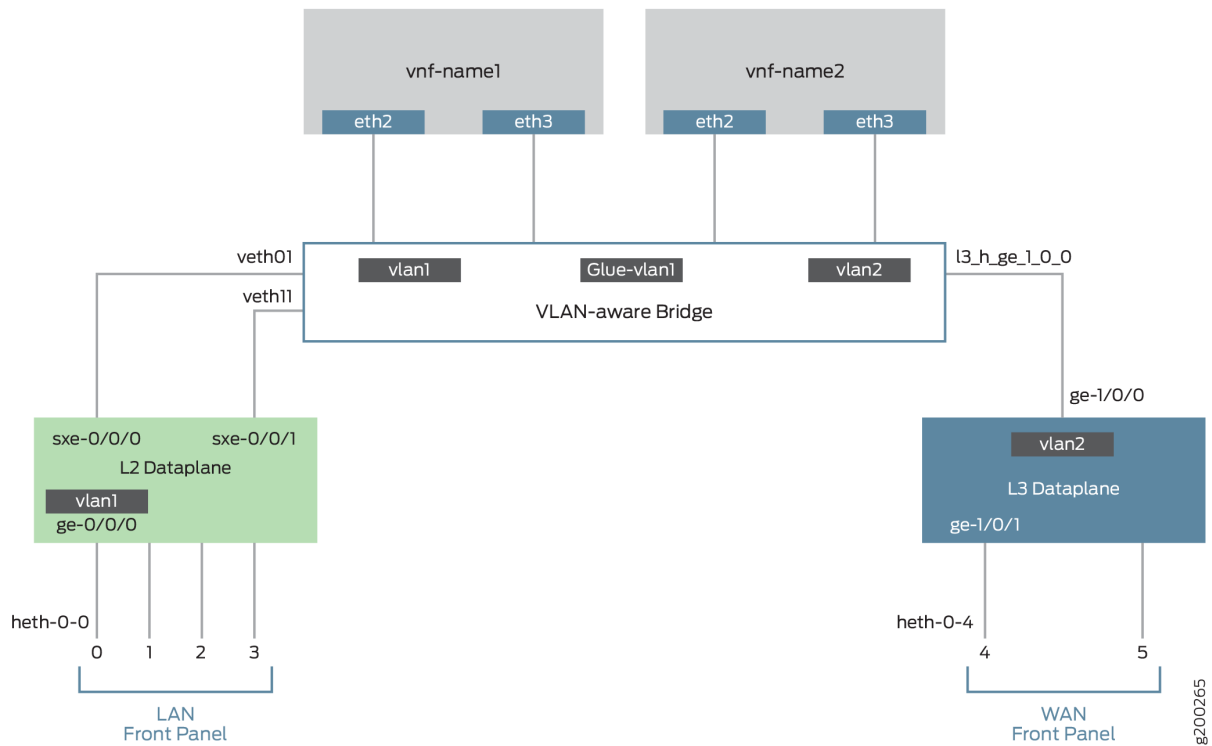 vnf-name1
vnf-name2
eth2
eth3
eth2
eth3
veth01
vlan1
Glue-vlan1
vlan2
l3_h_ge_1_0_0
veth11
VLAN-aware Bridge
ge-1/0/0
sxe-0/0/0
sxe-0/0/1
L2 Dataplane
vlan1
ge-0/0/0
vlan2
L3 Dataplane
ge-1/0/1
heth-0-0
0
1
2
3
heth-0-4
4
5
LAN
Front Panel
WAN
Front Panel
g200265